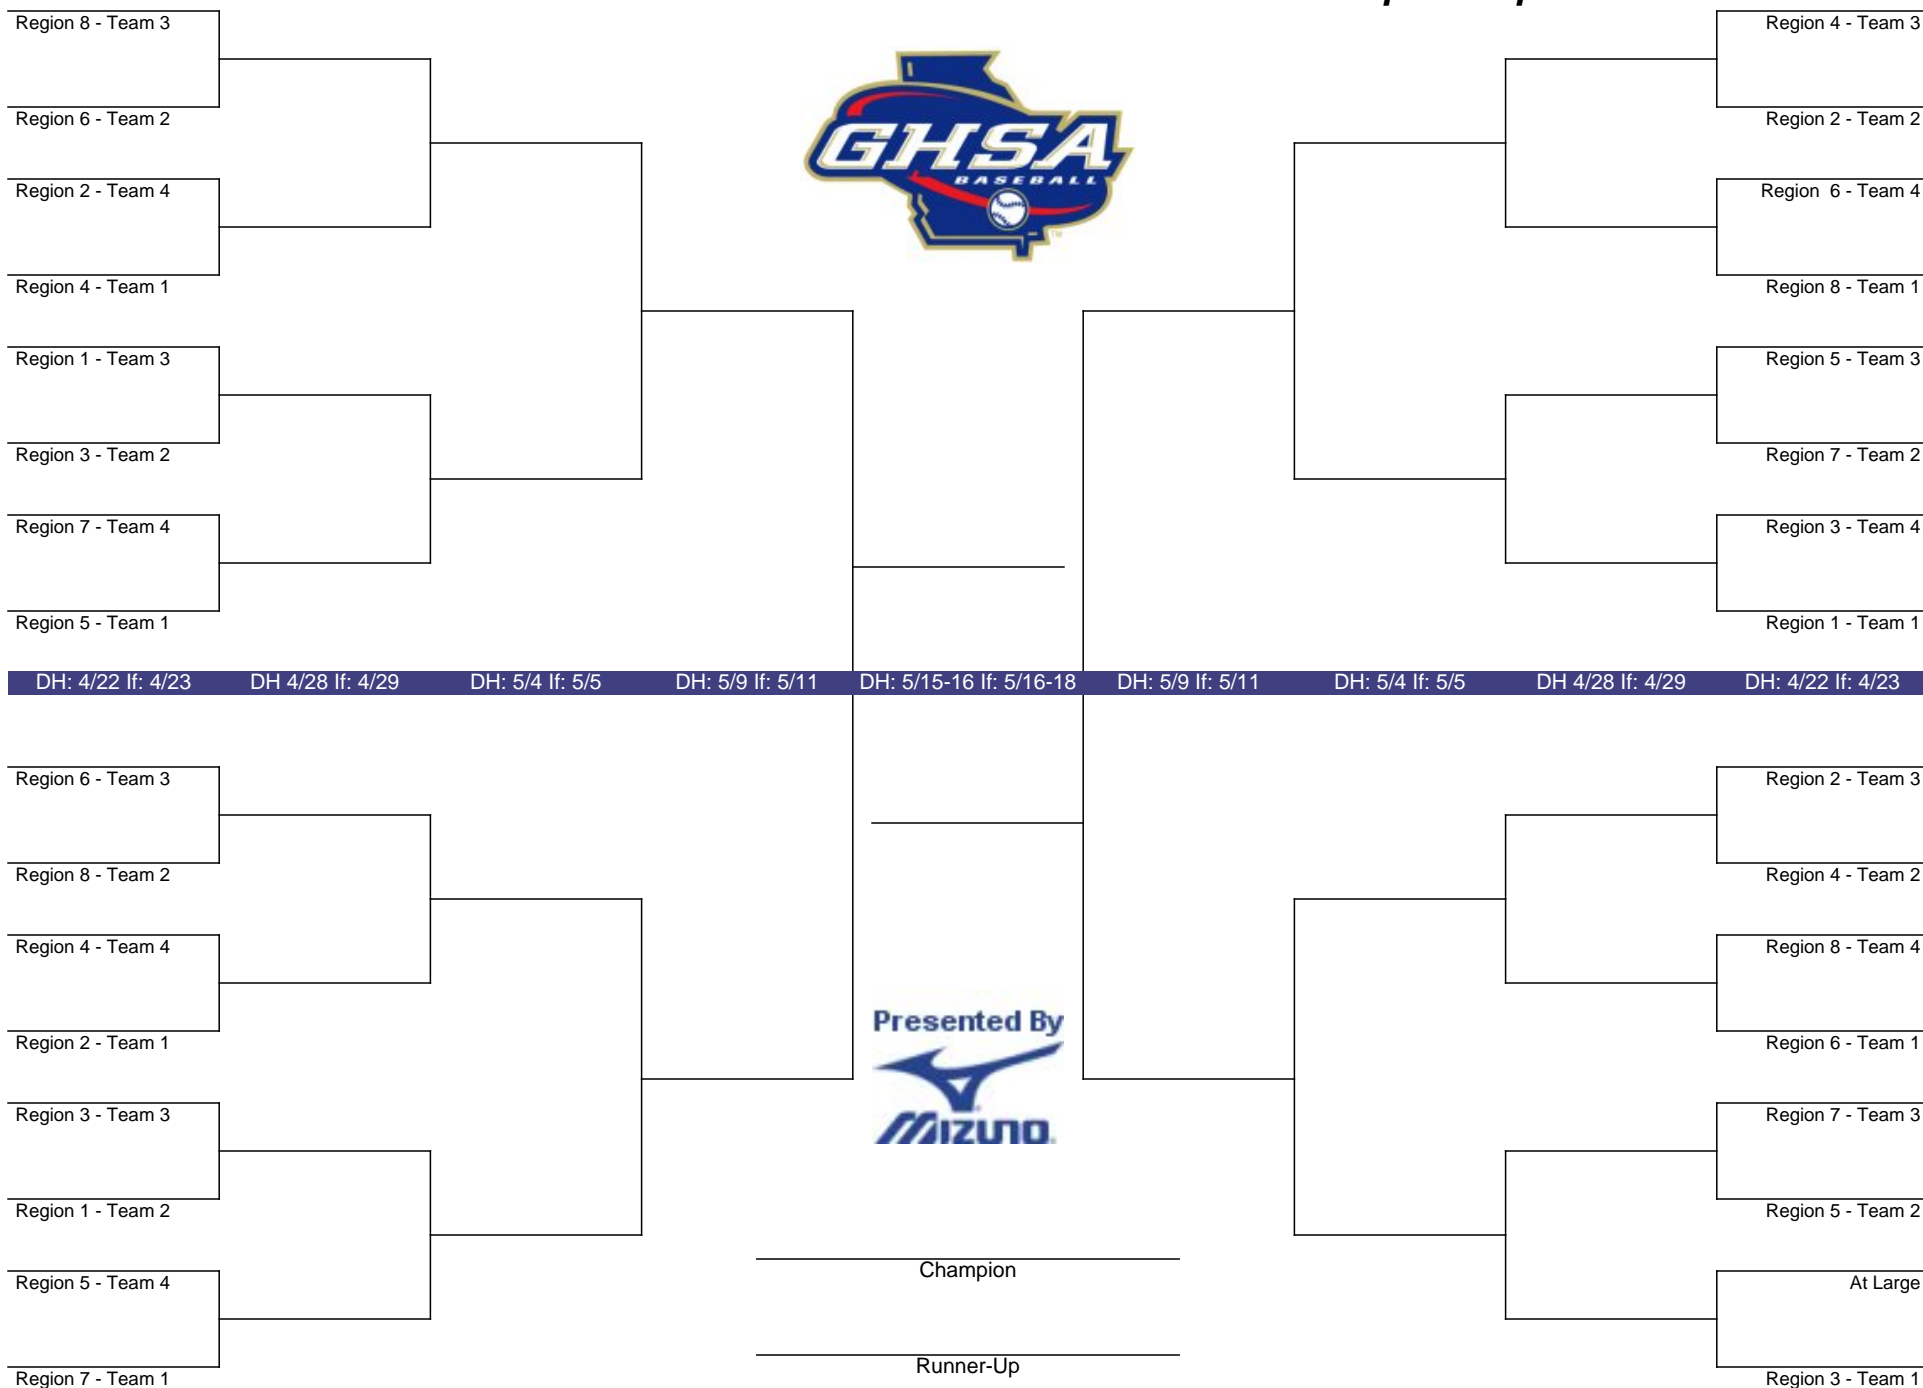 Region 8 - Team 3
Region 6 - Team 2
Region 2 - Team 4
Region 4 - Team 1
Region 1 - Team 3
Region 3 - Team 2
Region 7 - Team 4
Region 5 - Team 1
GHSA
BASEBALL
TM
Region 4 - Team 3
Region 2 - Team 2
Region  6 - Team 4
Region 8 - Team 1
Region 5 - Team 3
Region 7 - Team 2
Region 3 - Team 4
Region 1 - Team 1
DH: 4/22 If: 4/23 DH 4/28 If: 4/29 DH: 5/4 If: 5/5 DH: 5/9 If: 5/11 DH: 5/15-16 If: 5/16-18 DH: 5/9 If: 5/11 DH: 5/4 If: 5/5 DH 4/28 If: 4/29 DH: 4/22 If: 4/23
Region 6 - Team 3
Region 8 - Team 2
Region 4 - Team 4
Region 2 - Team 1
Region 3 - Team 3
Region 1 - Team 2
Region 5 - Team 4
Region 7 - Team 1
Presented By
MIZUNO
Champion
Runner-Up
Region 2 - Team 3
Region 4 - Team 2
Region 8 - Team 4
Region 6 - Team 1
Region 7 - Team 3
Region 5 - Team 2
At Large
Region 3 - Team 1